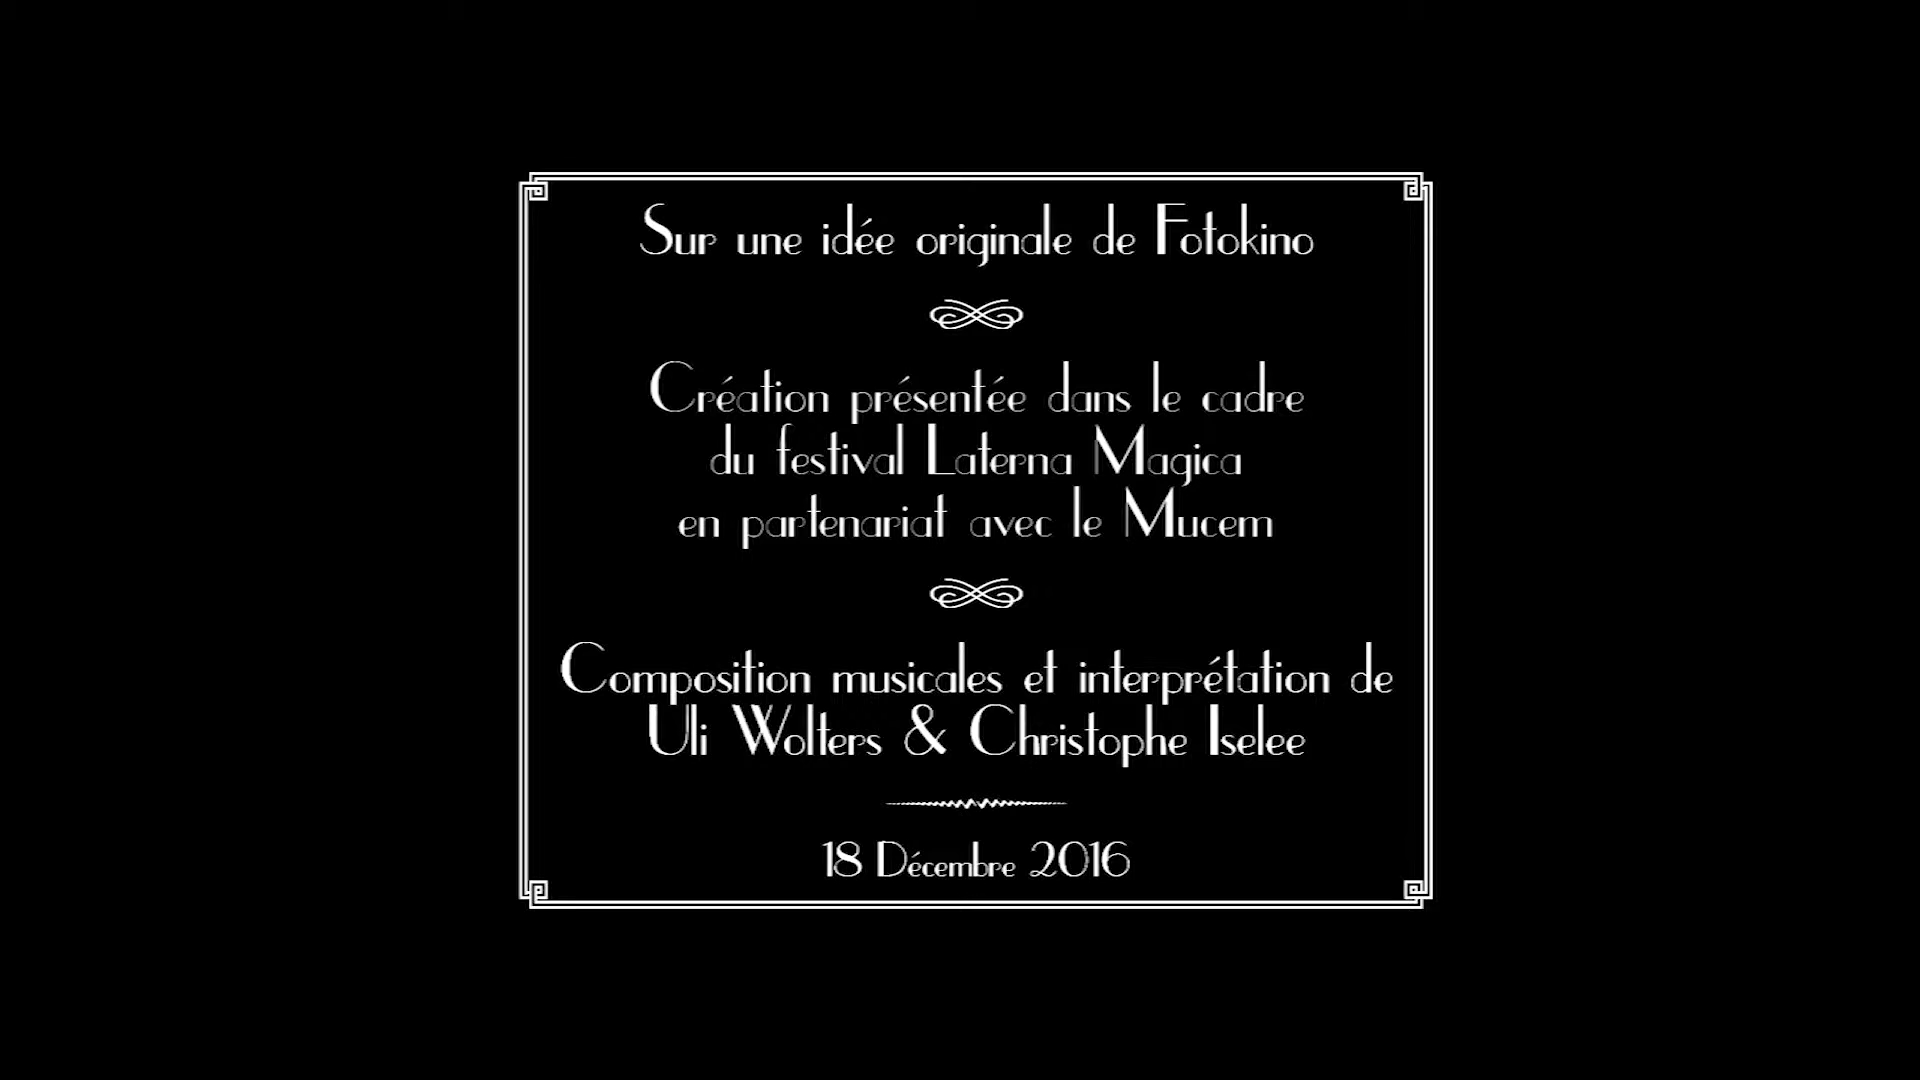 Sur une idée originale de Fotokino
Création présentée dans le cadre
du festival Laterna Magica
en partenariat avec le Mucem
Composition musicales et interprétation de
Uli Wolters & Christophe Iselee
18 Décembre 2016